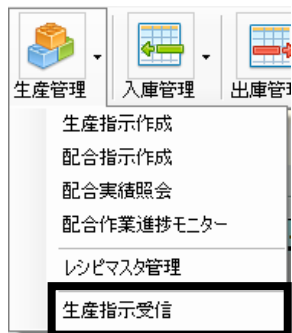 生産管理 入庫管理 出庫管
生産指示作成
配合指示作成
配合実績照会
配合作業進捗モニター
レシピマスタ管理
生産指示受信